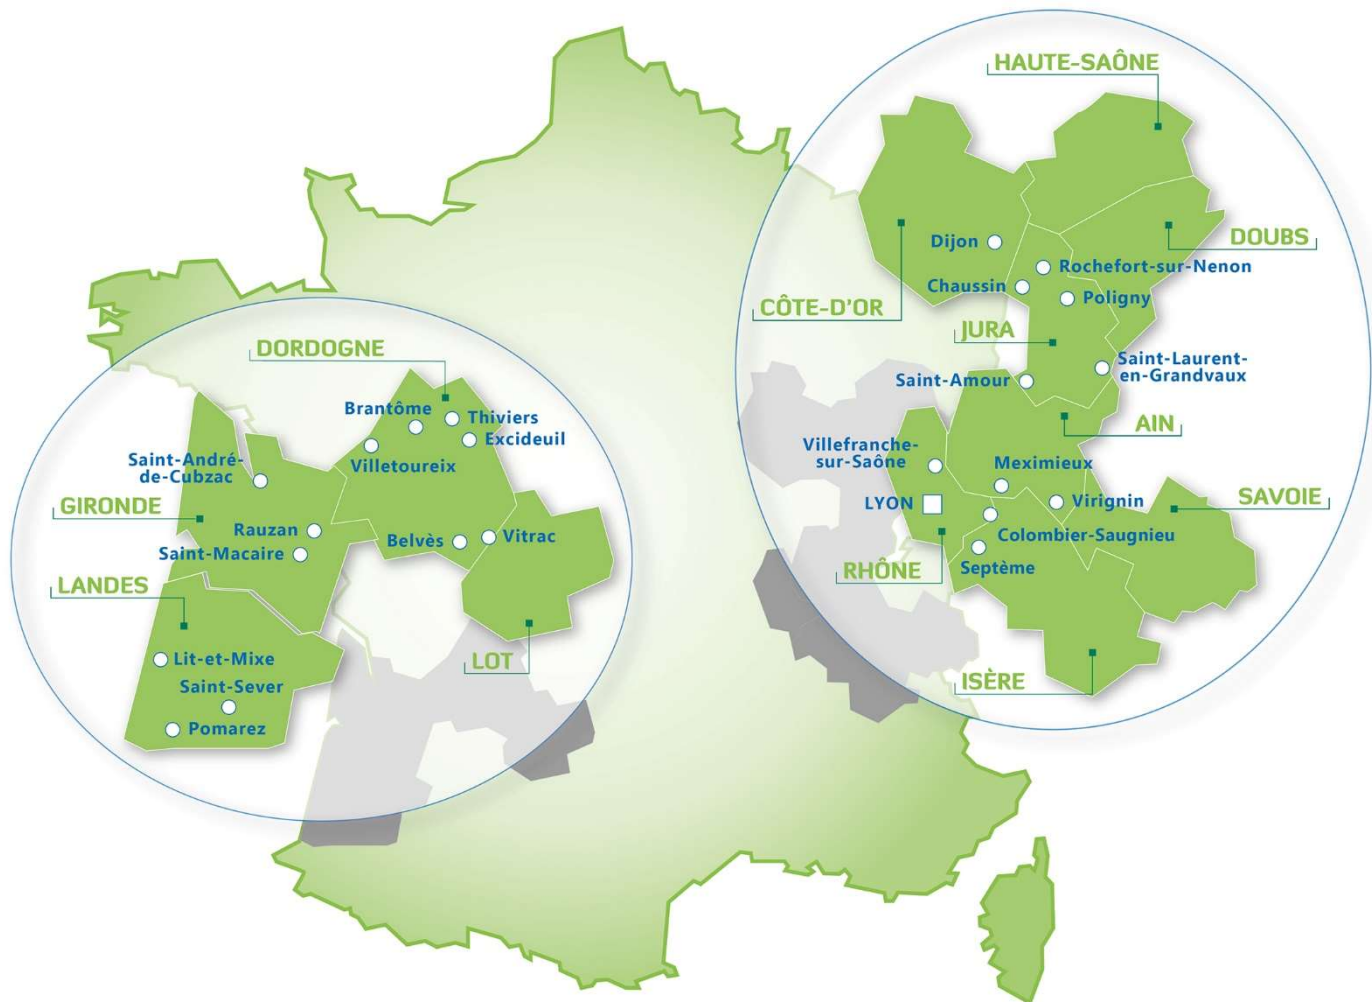 HAUTE-SAÔNE
DOUBS
Dijon
Rochefort-sur-Nenon
Chaussin
Poligny
CÔTE-D'OR
JURA
Saint-Laurent-
en-Grandvaux
Saint-Amour
AIN
Villefranche-
sur-Saône
Meximieux
LYON
Virignin
SAVOIE
Colombier-Saugnieu
Septème
RHÔNE
ISÈRE
DORDOGNE
Brantôme
Thiviers
Excideuil
Villetoureix
Saint-André-
de-Cubzac
GIRONDE
Rauzan
Saint-Macaire
Belvès
Vitrac
LANDES
LOT
Lit-et-Mixe
Saint-Sever
Pomarez